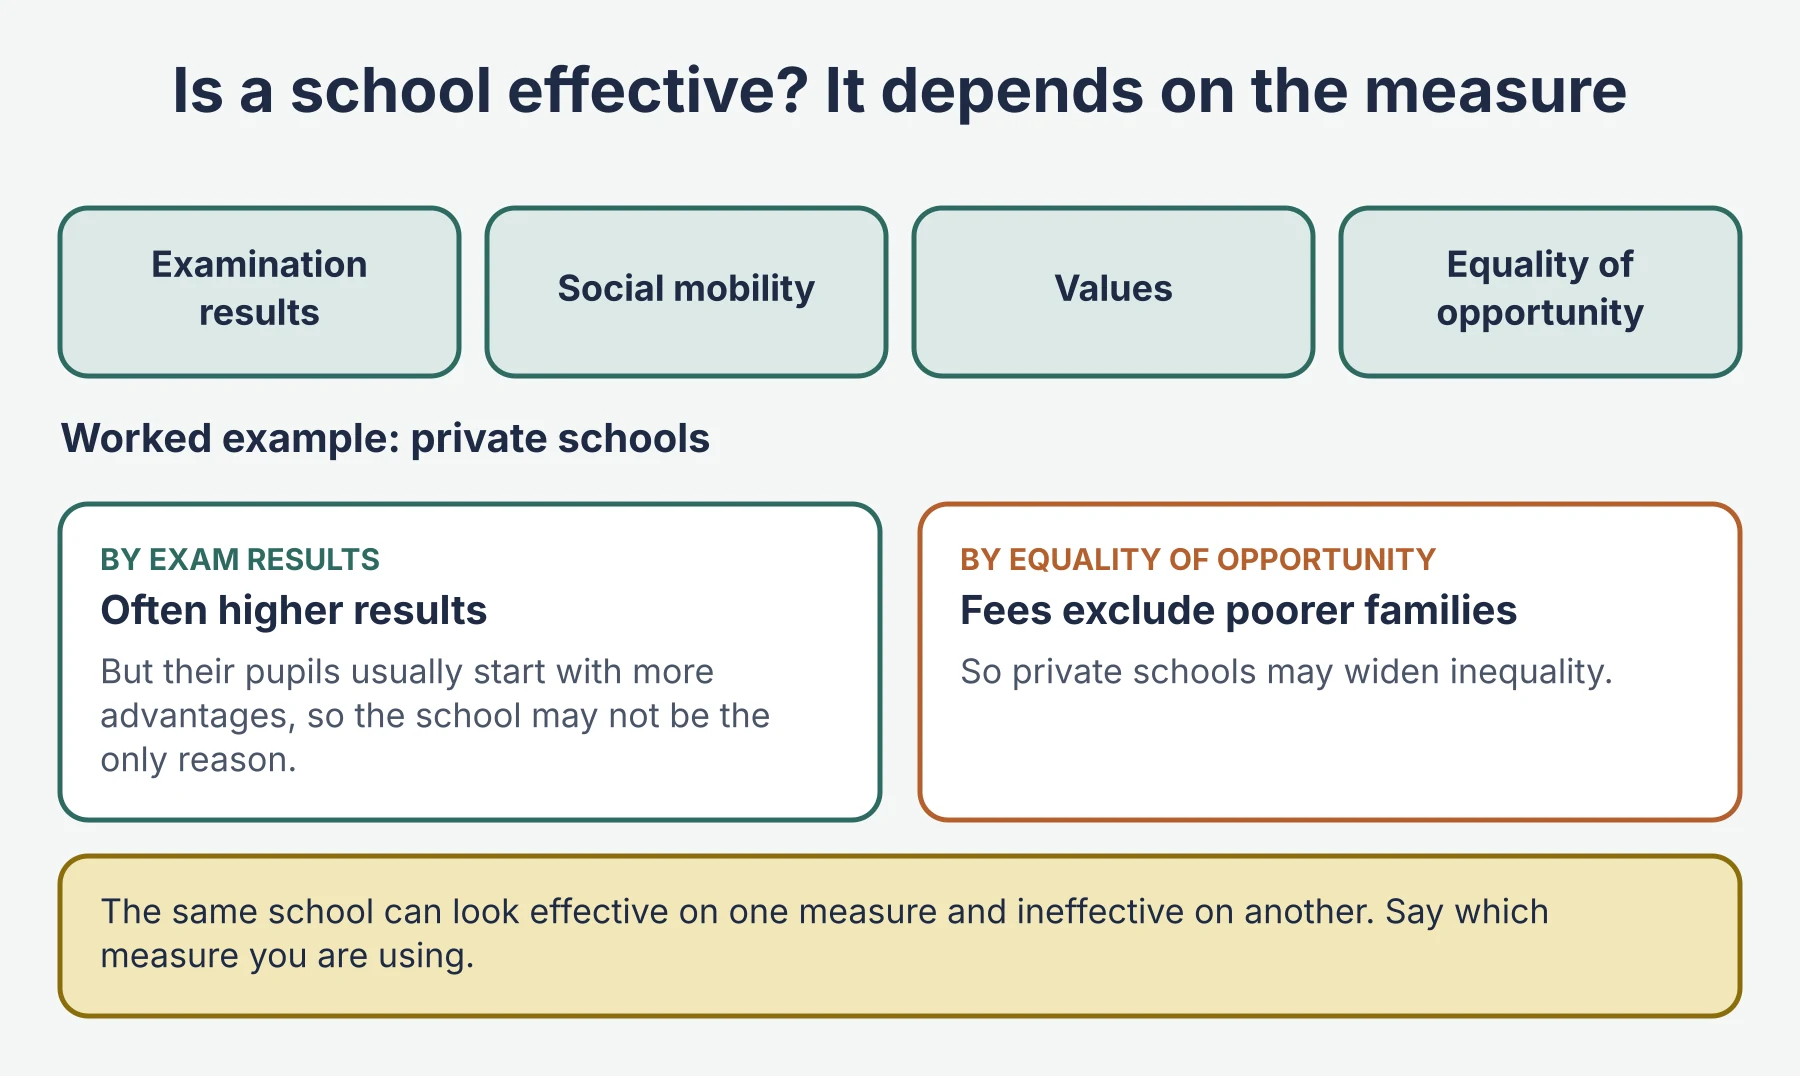 Is a school effective? It depends on the measure
Examination
results
Social mobility
Values
Equality of
opportunity
Worked example: private schools
BY EXAM RESULTS
Often higher results
But their pupils usually start with more
advantages, so the school may not be the
only reason.
BY EQUALITY OF OPPORTUNITY
Fees exclude poorer families
So private schools may widen inequality.
The same school can look effective on one measure and ineffective on another. Say which
measure you are using.